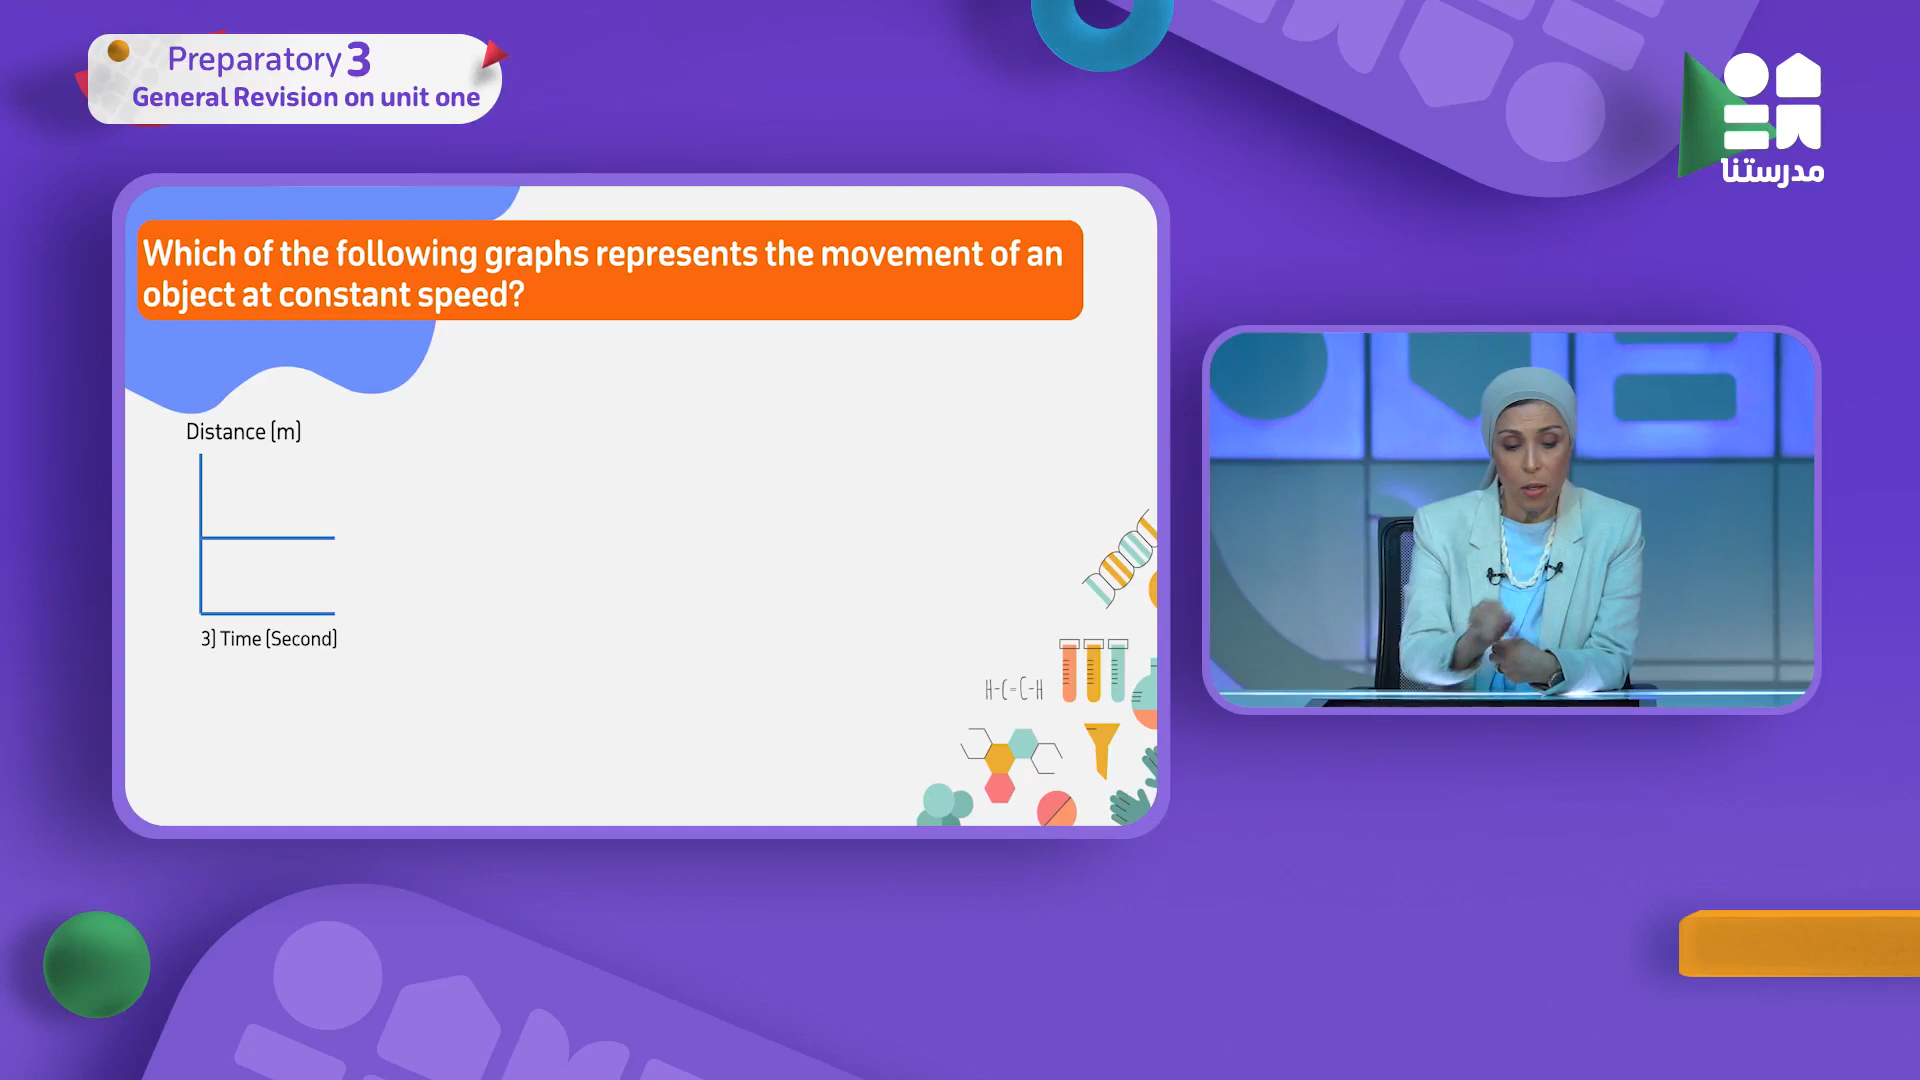 Preparatory 3
General Revision on unit one
مدرستنا
Which of the following graphs represents the movement of an
object at constant speed?
Distance (m)
3) Time (Second)
H-C=C-H